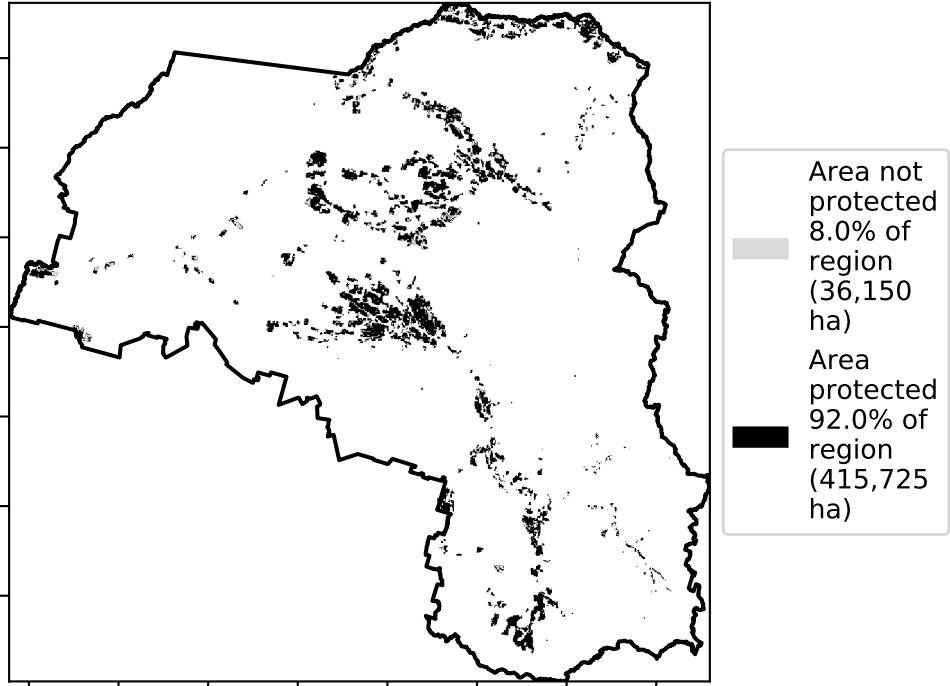 Area not
protected
8.0% of
region
(36,150
ha)
Area
protected
92.0% of
region
(415,725
ha)